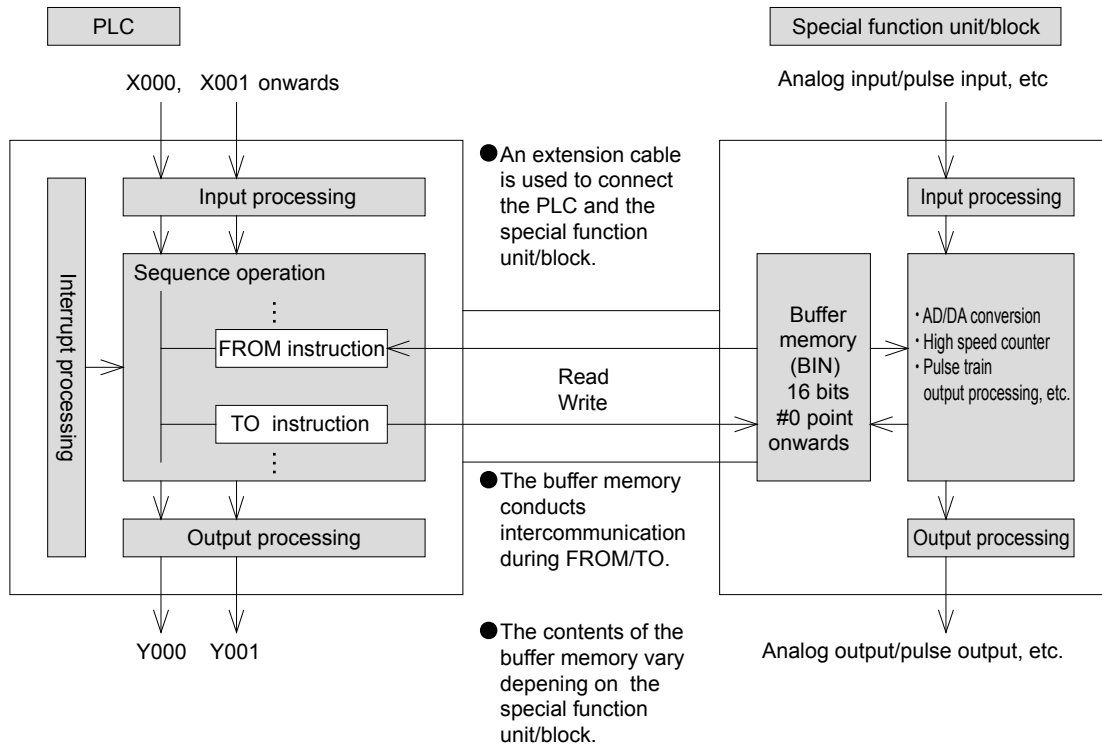 PLC
Special function unit/block
X000, X001 onwards
Analog input/pulse input, etc
Interrupt processing
Input processing
Sequence operation
FROM instruction
TO instruction
Output processing
Y000 Y001
●An extension cable
is used to connect
the PLC and the
special function
unit/block.
Read
Write
●The buffer memory
conducts
intercommunication
during FROM/TO.
●The contents of the
buffer memory vary
depening on the
special function
unit/block.
Input processing
Buffer
memory
(BIN)
16 bits
#0 point
onwards
・AD/DA conversion
・High speed counter
・Pulse train
output processing, etc.
Output processing
Analog output/pulse output, etc.